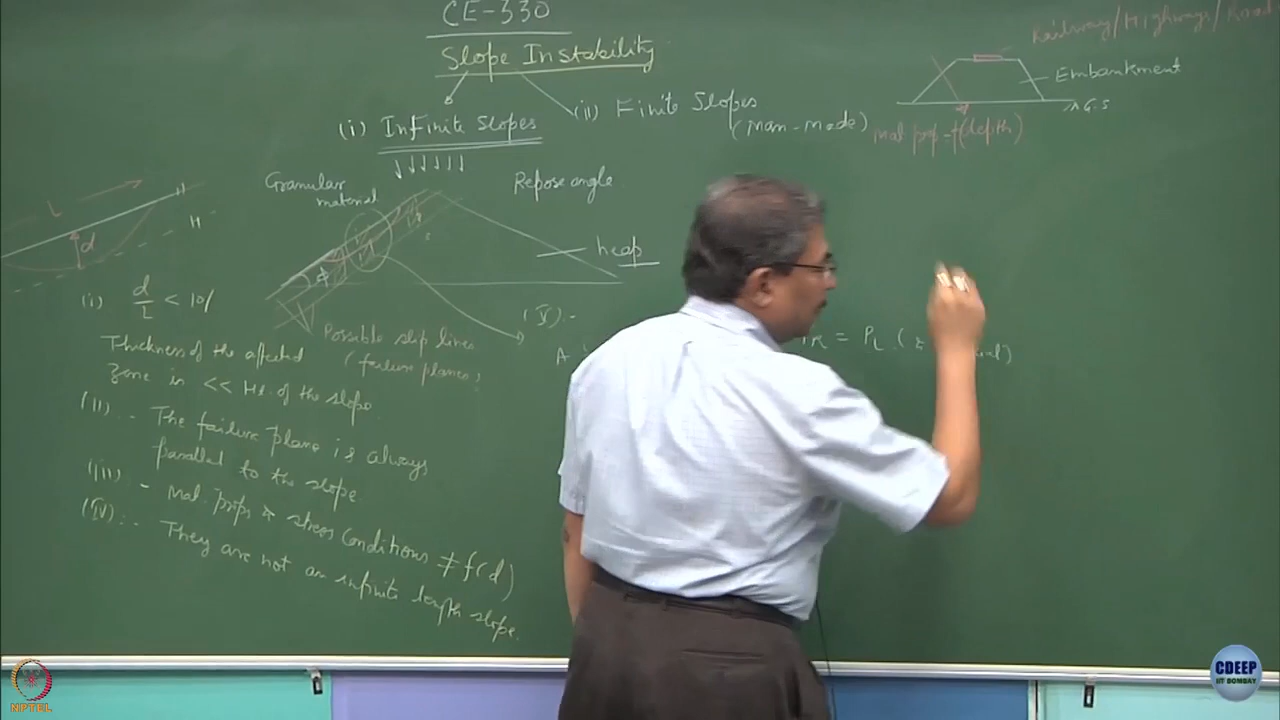 CE-330
Slope Instability
(i) Infinite slopes
(ii) Finite Slopes
(Man-made)
Railway/Highways/Road
Embankment
G.S
f(depth)
Granular
material
Repose angle
heap
φ
L
d
H
H
Possible slip lines
(failure planes)
(i) d/L < 10%
Thickness of the affected
zone is << Ht. of the slope.
(II) :- The failure plane is always
parallel to the slope.
(III) - Mat. props & stress conditions ≠ f(d)
(IV) :- They are not an infinite length slope.
(V) :-
A
= PL (
CDEEP
IIT BOMBAY
NPTEL